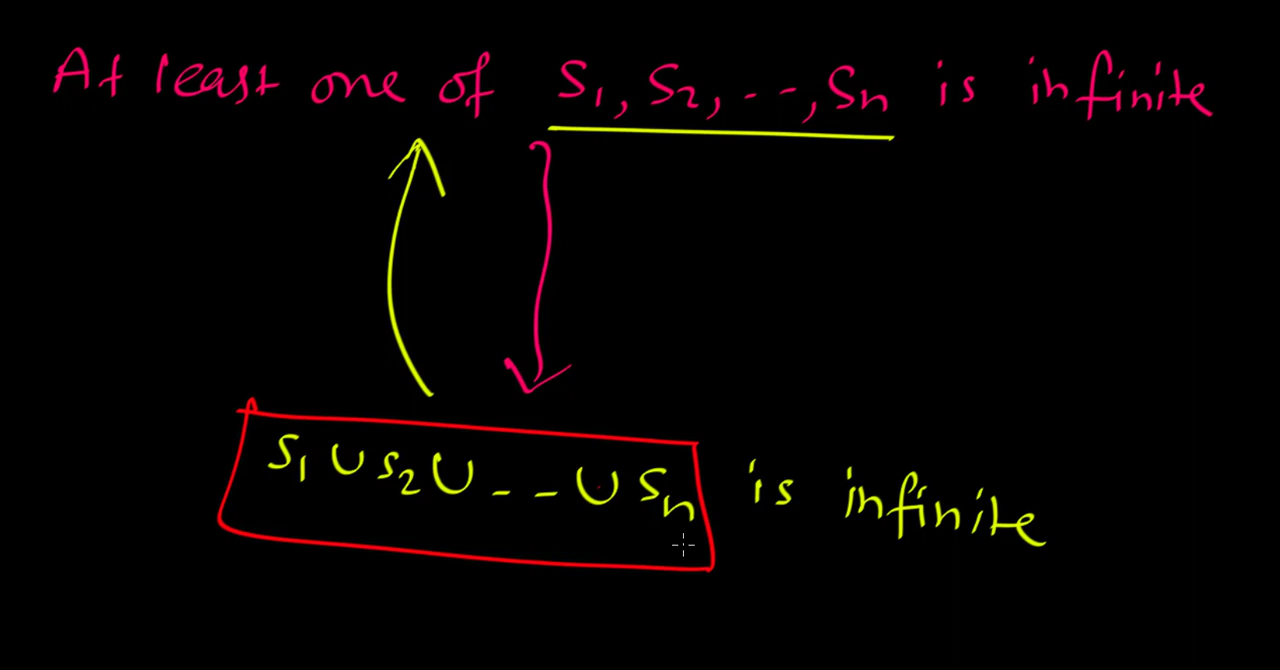 At least one of S1, S2, --, Sn is infinite
S1 ∪ S2 ∪ -- ∪ Sn is infinite